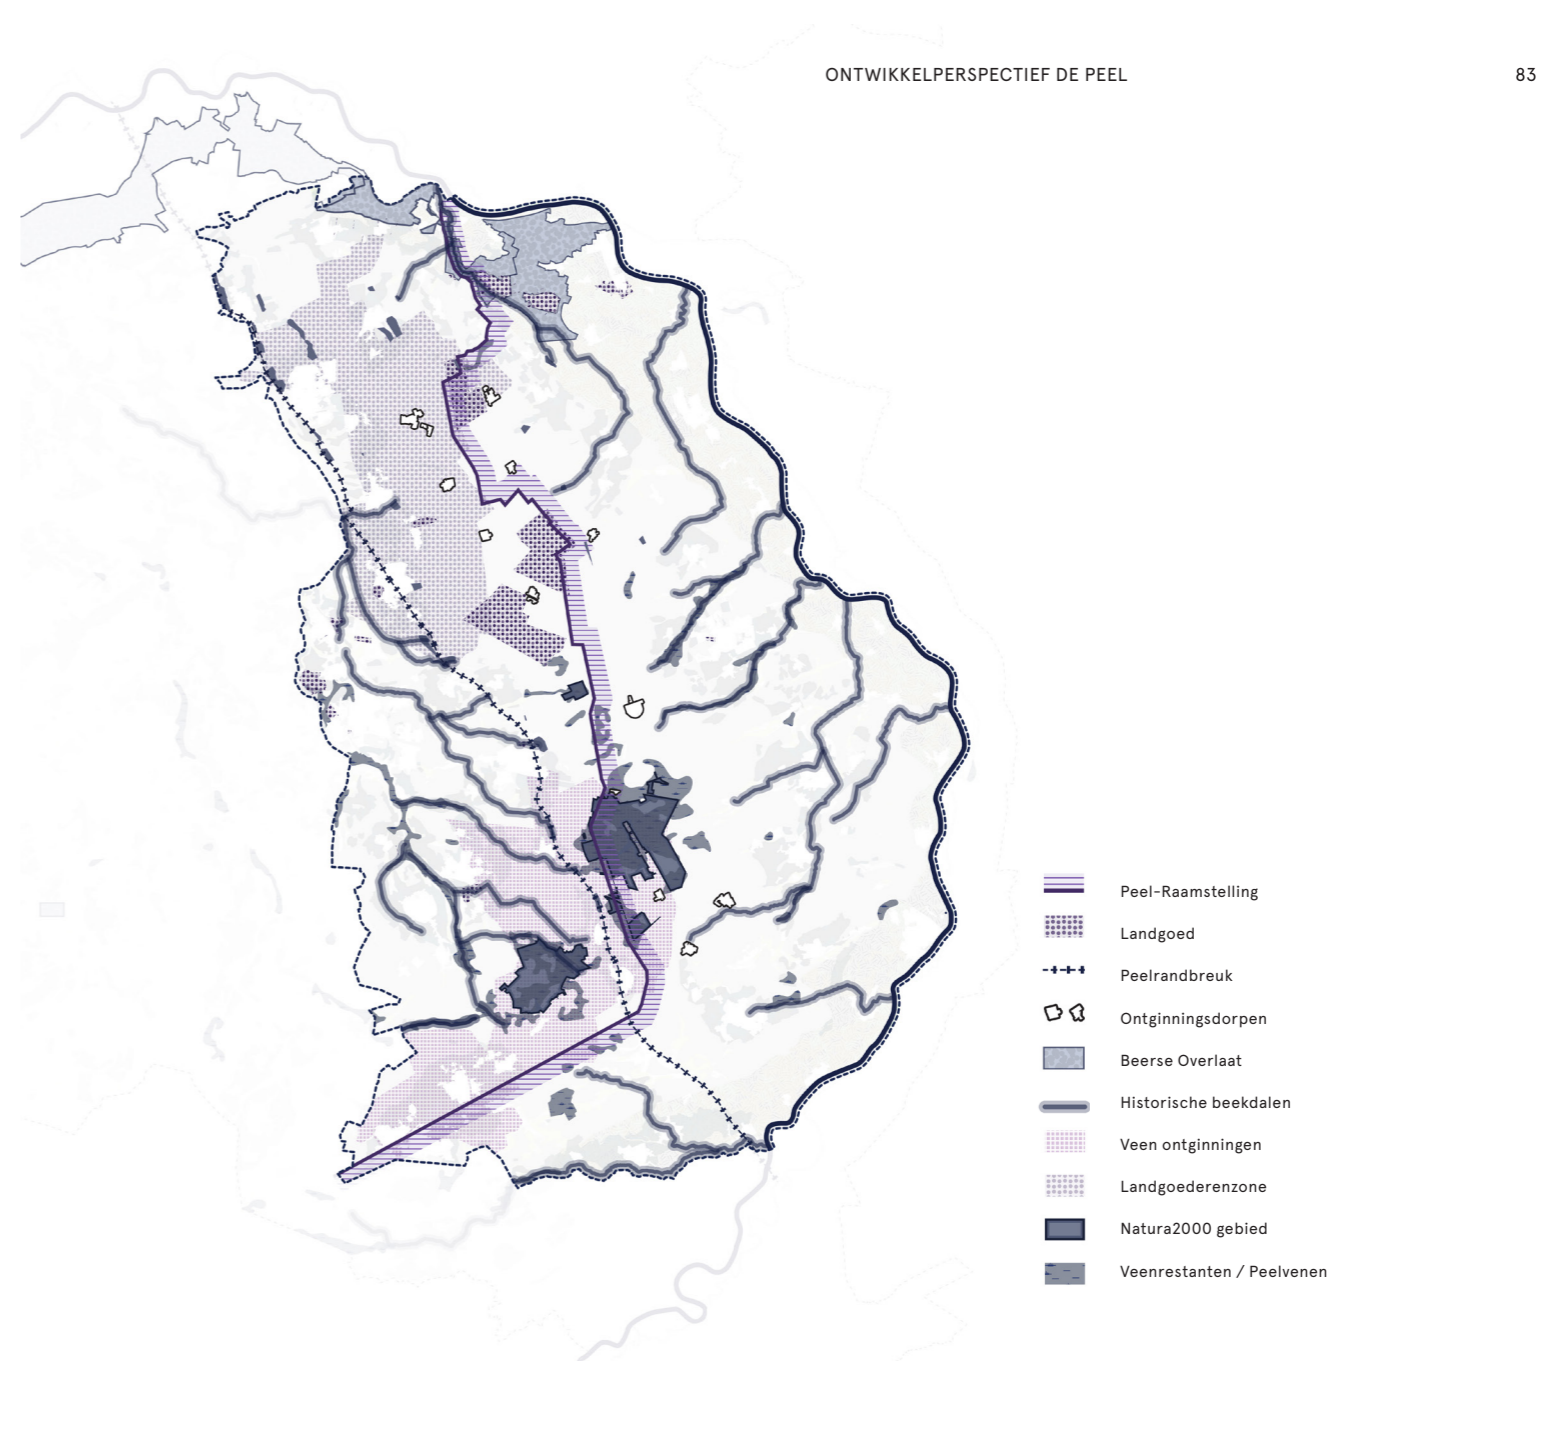 ONTWIKKELPERSPECTIEF DE PEEL
83
Peel-Raamstelling
Landgoed
Peelrandbreuk
Ontginningsdorpen
Beerse Overlaat
Historische beekdalen
Veen ontginningen
Landgoederenzone
Natura2000 gebied
Veenrestanten / Peelvenen